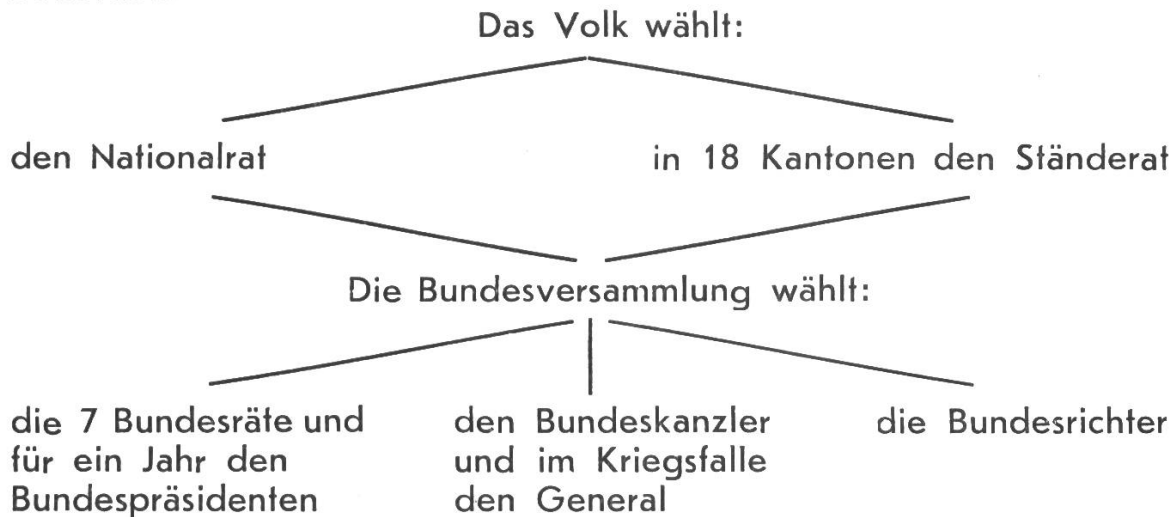 Das Volk wählt:
den Nationalrat
in 18 Kantonen den Ständerat
Die Bundesversammlung wählt:
die 7 Bundesräte und
für ein Jahr den
Bundespräsidenten
den Bundeskanzler
und im Kriegsfalle
den General
die Bundesrichter